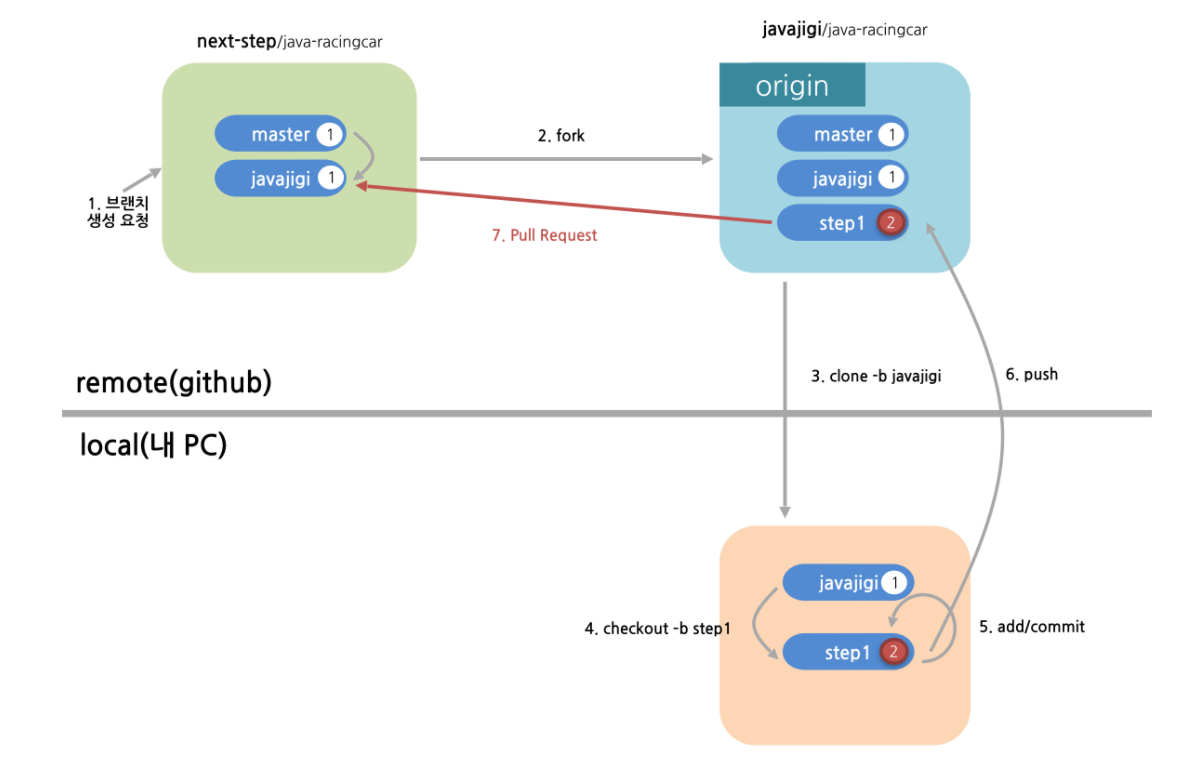 next-step/java-racingcar
javajigi/java-racingcar
origin
master 1
javajigi 1
master 1
javajigi 1
step1 2
1. 브랜치
생성 요청
2. fork
7. Pull Request
remote(github)
3. clone -b javajigi
6. push
local(내 PC)
javajigi 1
4. checkout -b step1
5. add/commit
step1 2